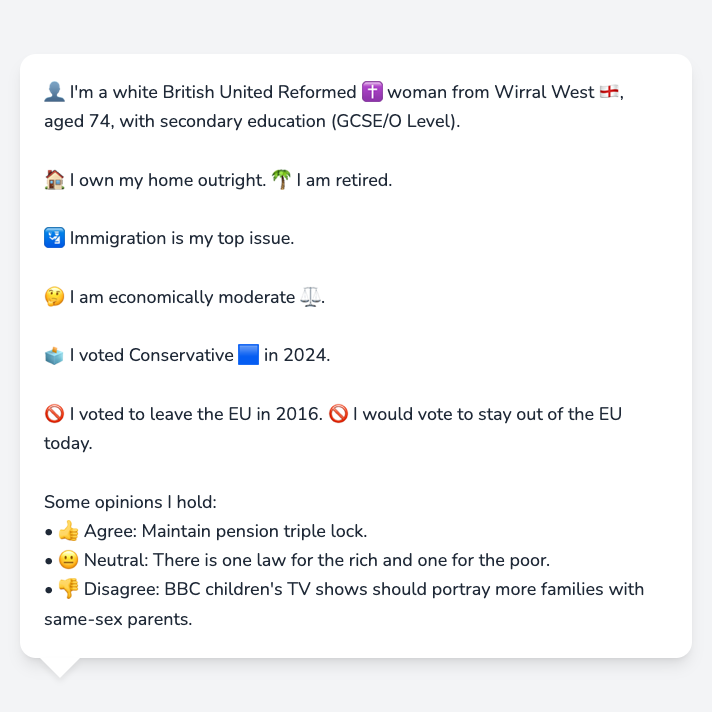 👤 I'm a white British United Reformed ✝️ woman from Wirral West 🏴󠁧󠁢󠁥󠁮󠁧󠁿,
aged 74, with secondary education (GCSE/O Level).
🏠 I own my home outright. 🌴 I am retired.
🛂 Immigration is my top issue.
🤔 I am economically moderate ⚖️.
🗳️ I voted Conservative 🟦 in 2024.
🚫 I voted to leave the EU in 2016. 🚫 I would vote to stay out of the EU
today.
Some opinions I hold:
• 👍 Agree: Maintain pension triple lock.
• 😐 Neutral: There is one law for the rich and one for the poor.
• 👎 Disagree: BBC children's TV shows should portray more families with
same-sex parents.